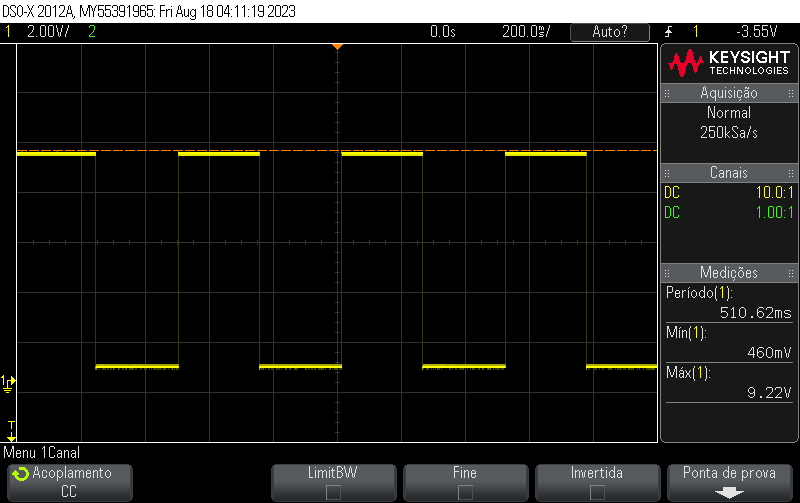 DSO-X 2012A, MY55391965: Fri Aug 18 04:11:19 2023
1 2.00V/ 2 0.0s 200.0ms/ Auto? 1 -3.55V
KEYSIGHT
TECHNOLOGIES
Aquisição
Normal
250kSa/s
Canais
DC 10.0:1
DC 1.00:1
Medições
Período(1):
510.62ms
Mín(1):
460mV
Máx(1):
9.22V
1
T
Menu 1Canal
Acoplamento
CC
LimitBW
Fine
Invertida
Ponta de prova